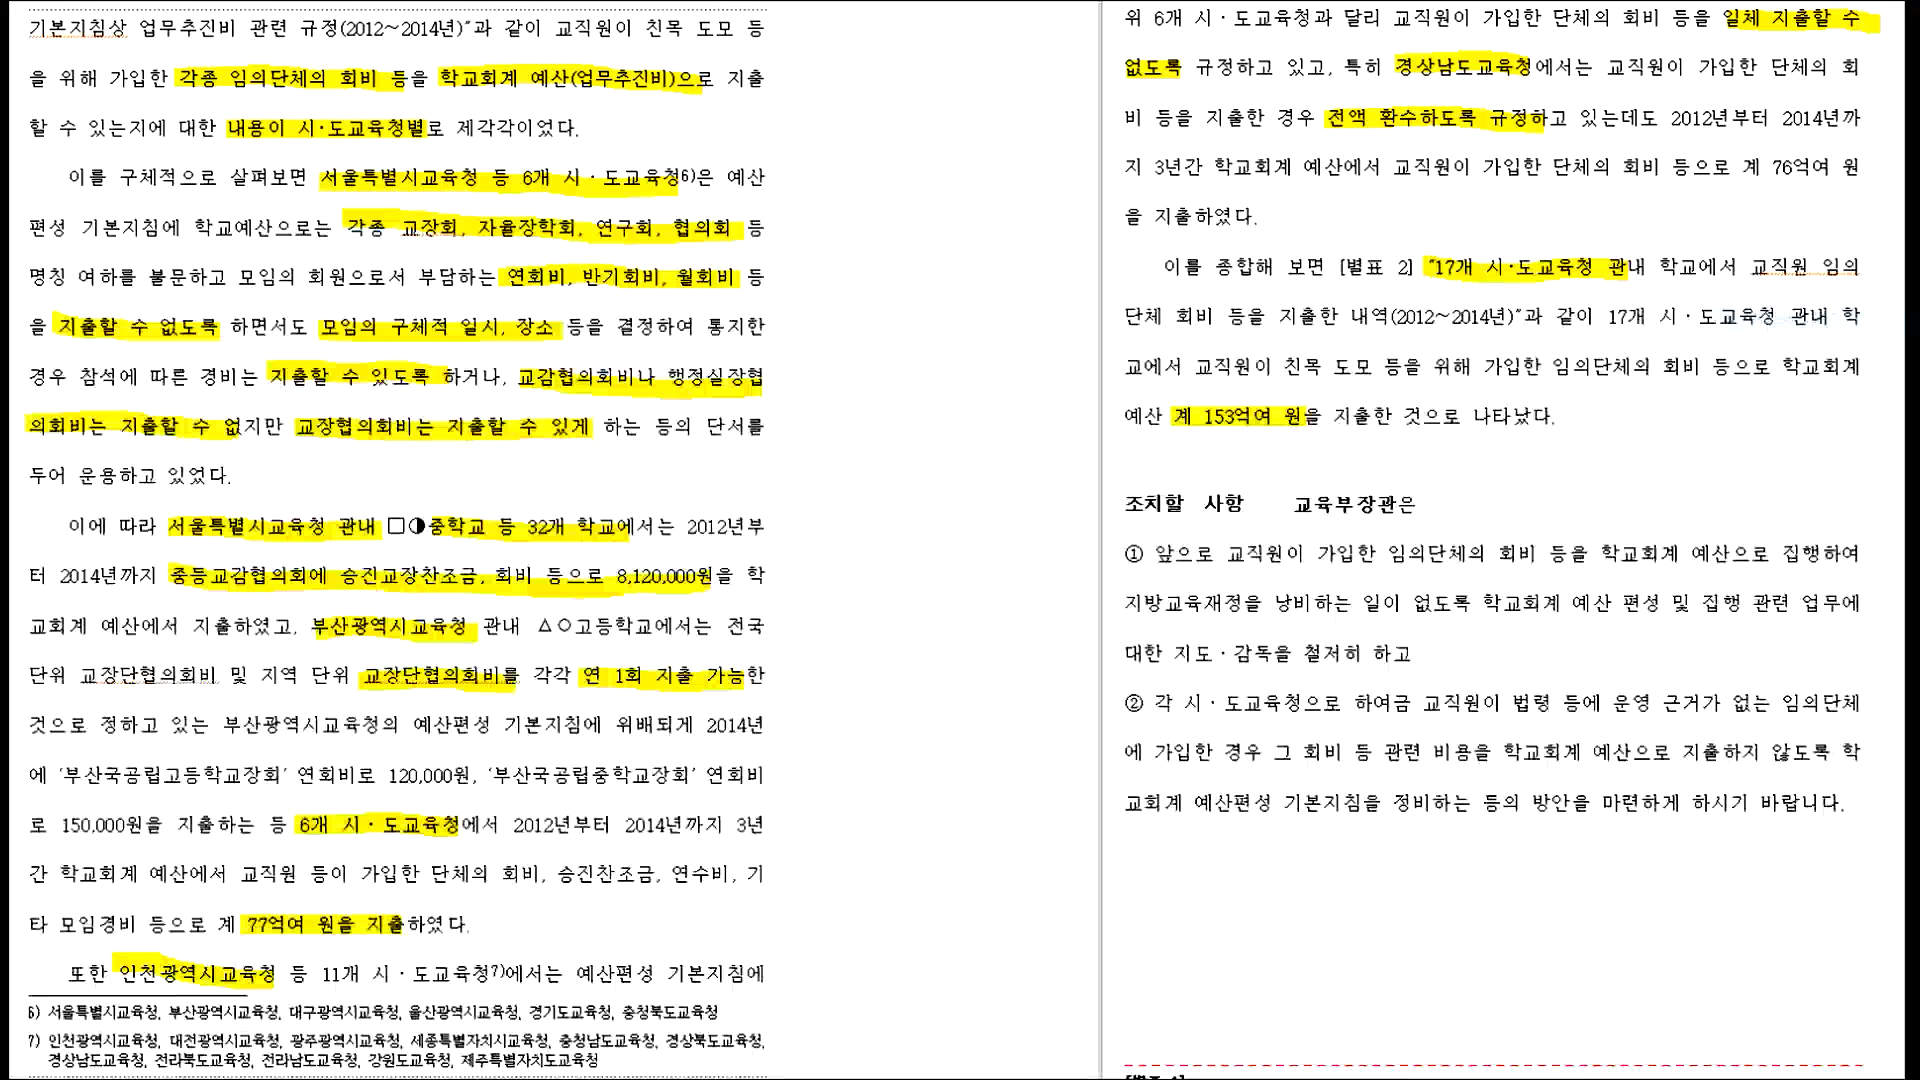 기본지침상 업무추진비 관련 규정(2012～2014년)"과 같이 교직원이 친목 도모 등
을 위해 가입한 각종 임의단체의 회비 등을 학교회계 예산(업무추진비)으로 지출
할 수 있는지에 대한 내용이 시·도교육청별로 제각각이었다.
이를 구체적으로 살펴보면 서울특별시교육청 등 6개 시·도교육청6)은 예산
편성 기본지침에 학교예산으로는 각종 교장회, 자율장학회, 연구회, 협의회 등
명칭 여하를 불문하고 모임의 회원으로서 부담하는 연회비, 반기회비, 월회비 등
을 지출할 수 없도록 하면서도 모임의 구체적 일시, 장소 등을 결정하여 통지한
경우 참석에 따른 경비는 지출할 수 있도록 하거나, 교감협의회비나 행정실장협
의회비는 지출할 수 없지만 교장협의회비는 지출할 수 있게 하는 등의 단서를
두어 운용하고 있었다.
이에 따라 서울특별시교육청 관내 □◑중학교 등 32개 학교에서는 2012년부
터 2014년까지 중등교감협의회에 승진교장찬조금, 회비 등으로 8,120,000원을 학
교회계 예산에서 지출하였고, 부산광역시교육청 관내 △○고등학교에서는 전국
단위 교장단협의회비 및 지역 단위 교장단협의회비를 각각 연 1회 지출 가능한
것으로 정하고 있는 부산광역시교육청의 예산편성 기본지침에 위배되게 2014년
에 '부산국공립고등학교장회' 연회비로 120,000원, '부산국공립중학교장회' 연회비
로 150,000원을 지출하는 등 6개 시·도교육청에서 2012년부터 2014년까지 3년
간 학교회계 예산에서 교직원 등이 가입한 단체의 회비, 승진찬조금, 연수비, 기
타 모임경비 등으로 계 77억여 원을 지출하였다.
또한 인천광역시교육청 등 11개 시·도교육청7)에서는 예산편성 기본지침에
6) 서울특별시교육청, 부산광역시교육청, 대구광역시교육청, 울산광역시교육청, 경기도교육청, 충청북도교육청
7) 인천광역시교육청, 대전광역시교육청, 광주광역시교육청, 세종특별자치시교육청, 충청남도교육청, 경상북도교육청,
경상남도교육청, 전라북도교육청, 전라남도교육청, 강원도교육청, 제주특별자치도교육청
위 6개 시·도교육청과 달리 교직원이 가입한 단체의 회비 등을 일체 지출할 수
없도록 규정하고 있고, 특히 경상남도교육청에서는 교직원이 가입한 단체의 회
비 등을 지출한 경우 전액 환수하도록 규정하고 있는데도 2012년부터 2014년까
지 3년간 학교회계 예산에서 교직원이 가입한 단체의 회비 등으로 계 76억여 원
을 지출하였다.
이를 종합해 보면 [별표 2] "17개 시·도교육청 관내 학교에서 교직원 임의
단체 회비 등을 지출한 내역(2012～2014년)"과 같이 17개 시·도교육청 관내 학
교에서 교직원이 친목 도모 등을 위해 가입한 임의단체의 회비 등으로 학교회계
예산 계 153억여 원을 지출한 것으로 나타났다.
조치할 사항 교육부장관은
① 앞으로 교직원이 가입한 임의단체의 회비 등을 학교회계 예산으로 집행하여
지방교육재정을 낭비하는 일이 없도록 학교회계 예산 편성 및 집행 관련 업무에
대한 지도·감독을 철저히 하고
② 각 시·도교육청으로 하여금 교직원이 법령 등에 운영 근거가 없는 임의단체
에 가입한 경우 그 회비 등 관련 비용을 학교회계 예산으로 지출하지 않도록 학
교회계 예산편성 기본지침을 정비하는 등의 방안을 마련하게 하시기 바랍니다.